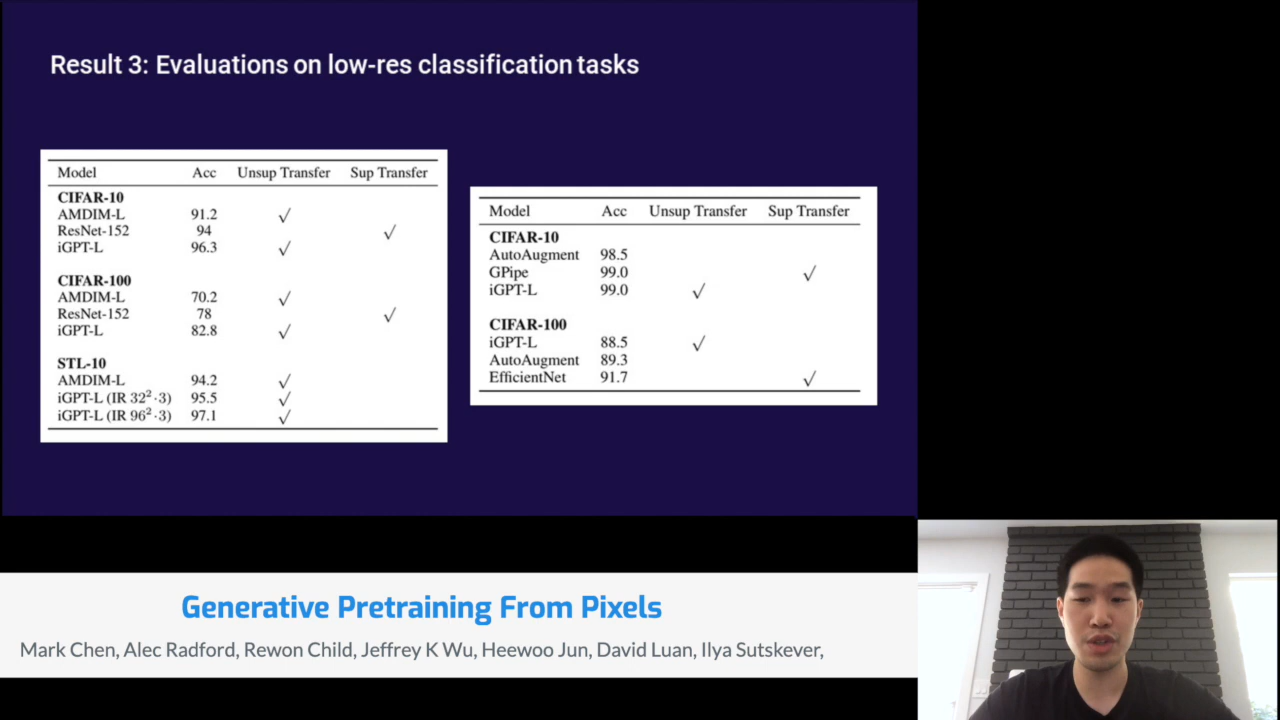 Result 3: Evaluations on low-res classification tasks
Model Acc Unsup Transfer Sup Transfer
CIFAR-10
AMDIM-L 91.2 ✓
ResNet-152 94 ✓
iGPT-L 96.3 ✓
CIFAR-100
AMDIM-L 70.2 ✓
ResNet-152 78 ✓
iGPT-L 82.8 ✓
STL-10
AMDIM-L 94.2 ✓
iGPT-L (IR 32²·3) 95.5 ✓
iGPT-L (IR 96²·3) 97.1 ✓
Model Acc Unsup Transfer Sup Transfer
CIFAR-10
AutoAugment 98.5
GPipe 99.0 ✓
iGPT-L 99.0 ✓
CIFAR-100
iGPT-L 88.5 ✓
AutoAugment 89.3
EfficientNet 91.7 ✓
Generative Pretraining From Pixels
Mark Chen, Alec Radford, Rewon Child, Jeffrey K Wu, Heewoo Jun, David Luan, Ilya Sutskever,